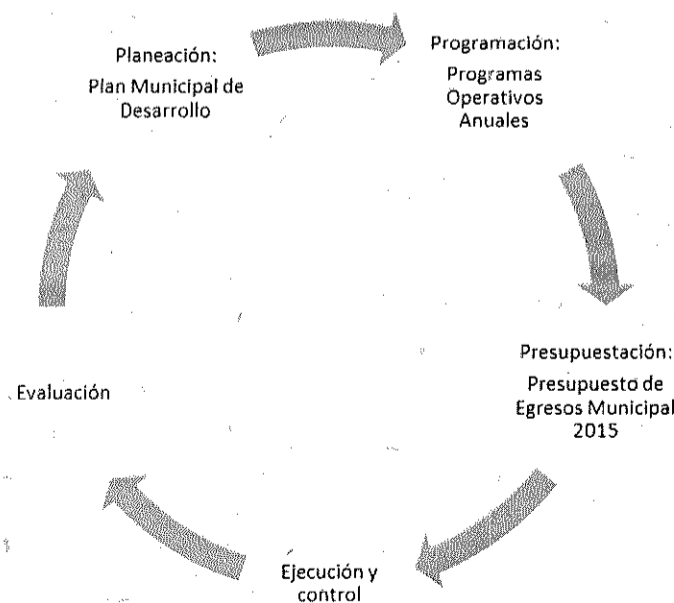 Planeación:
Plan Municipal de
Desarrollo
Programación:
Programas
Operativos
Anuales
Presupuestación:
Presupuesto de
Egresos Municipal
2015
Ejecución y
control
Evaluación